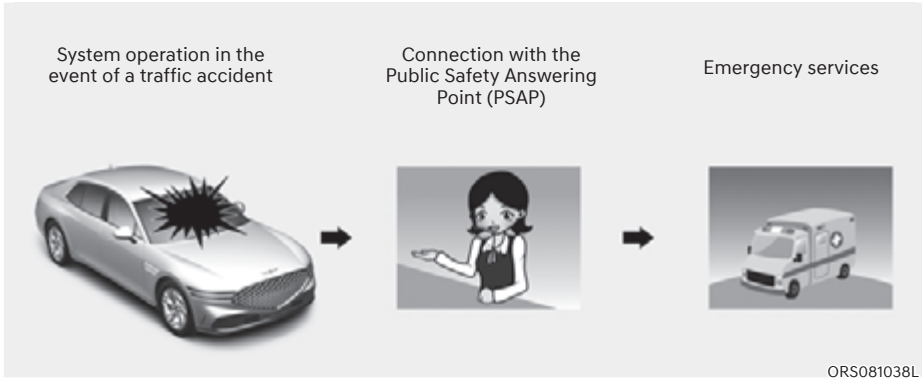 System operation in the
event of a traffic accident
Connection with the
Public Safety Answering
Point (PSAP)
Emergency services
ORS081038L